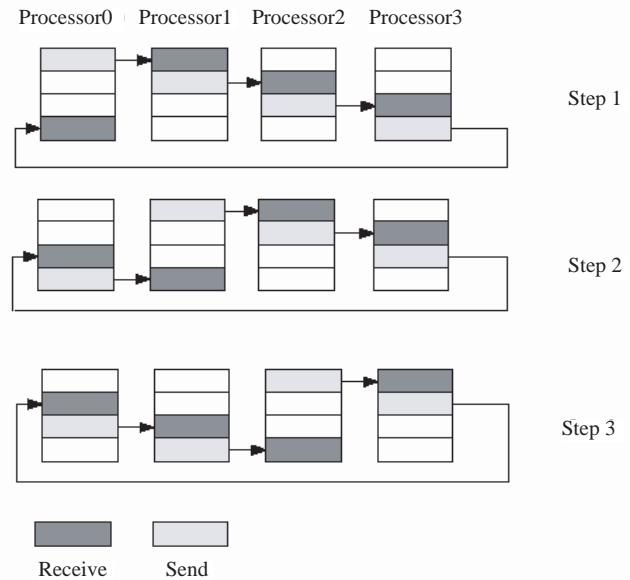 Processor0 Processor1 Processor2 Processor3
Step 1
Step 2
Step 3
Receive Send